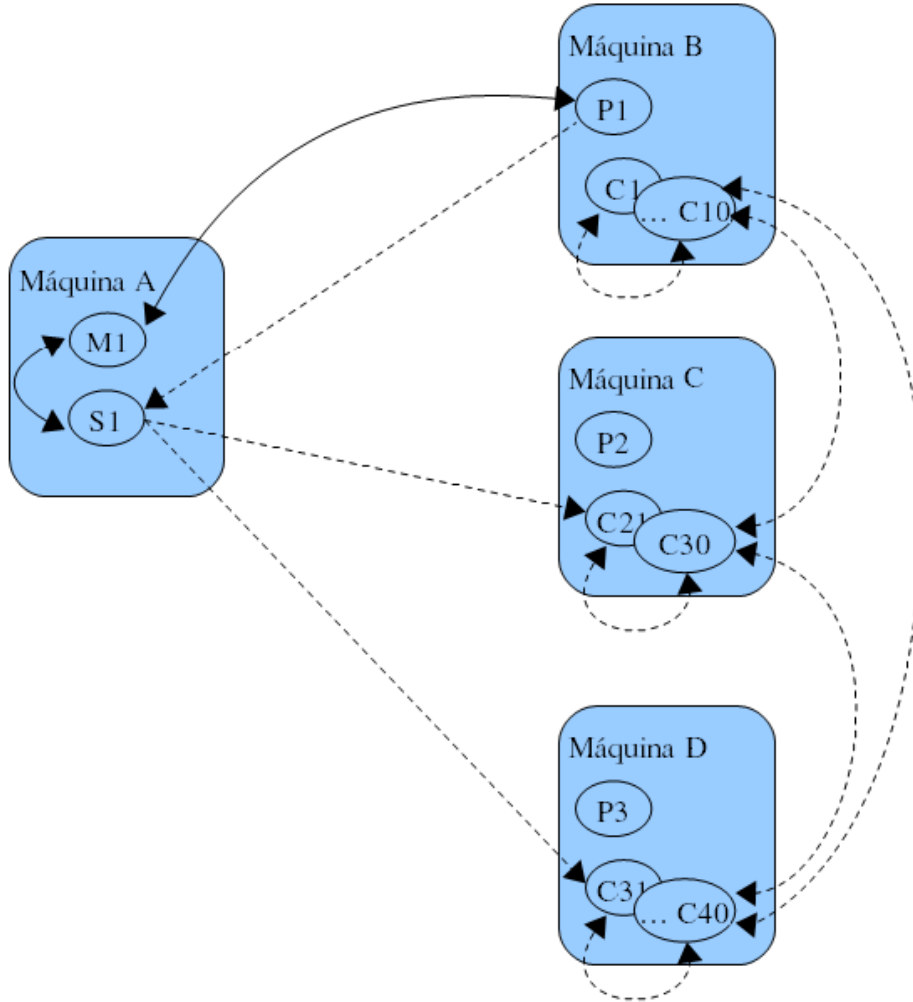 Máquina B
P1
C1
... C10
Máquina A
M1
S1
Máquina C
P2
C21
C30
Máquina D
P3
C31
... C40